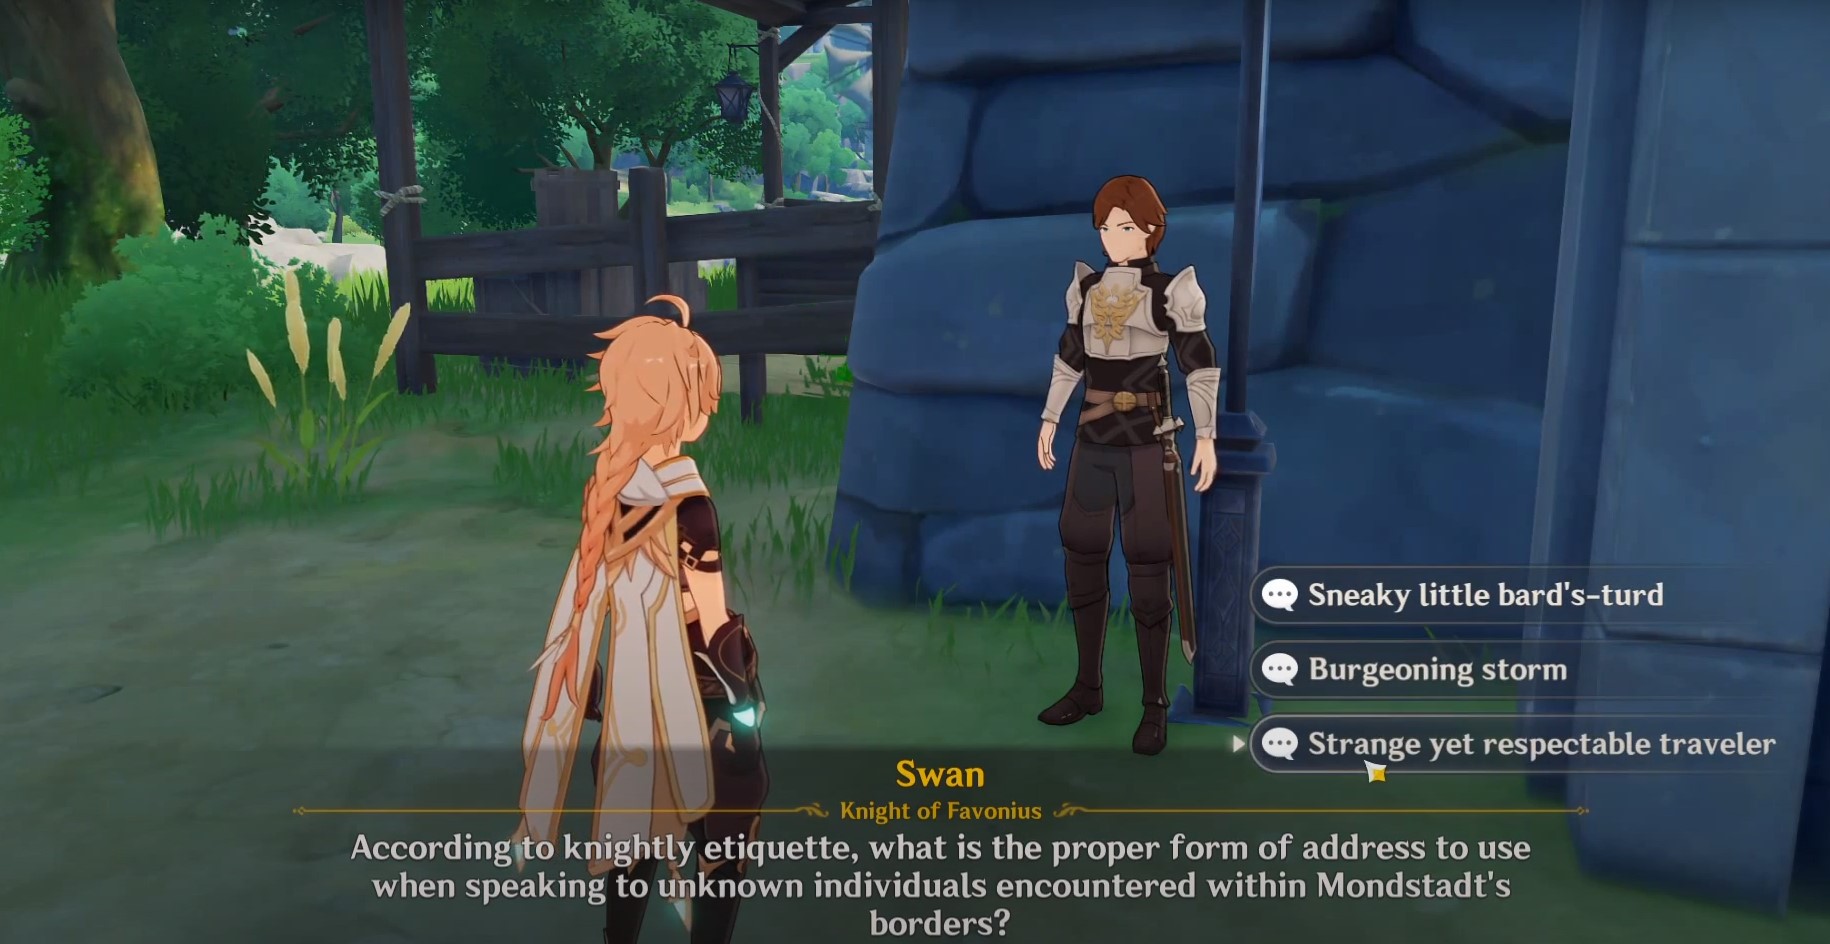 Sneaky little bard's-turd
Burgeoning storm
Strange yet respectable traveler
Swan
Knight of Favonius
According to knightly etiquette, what is the proper form of address to use
when speaking to unknown individuals encountered within Mondstadt's
borders?